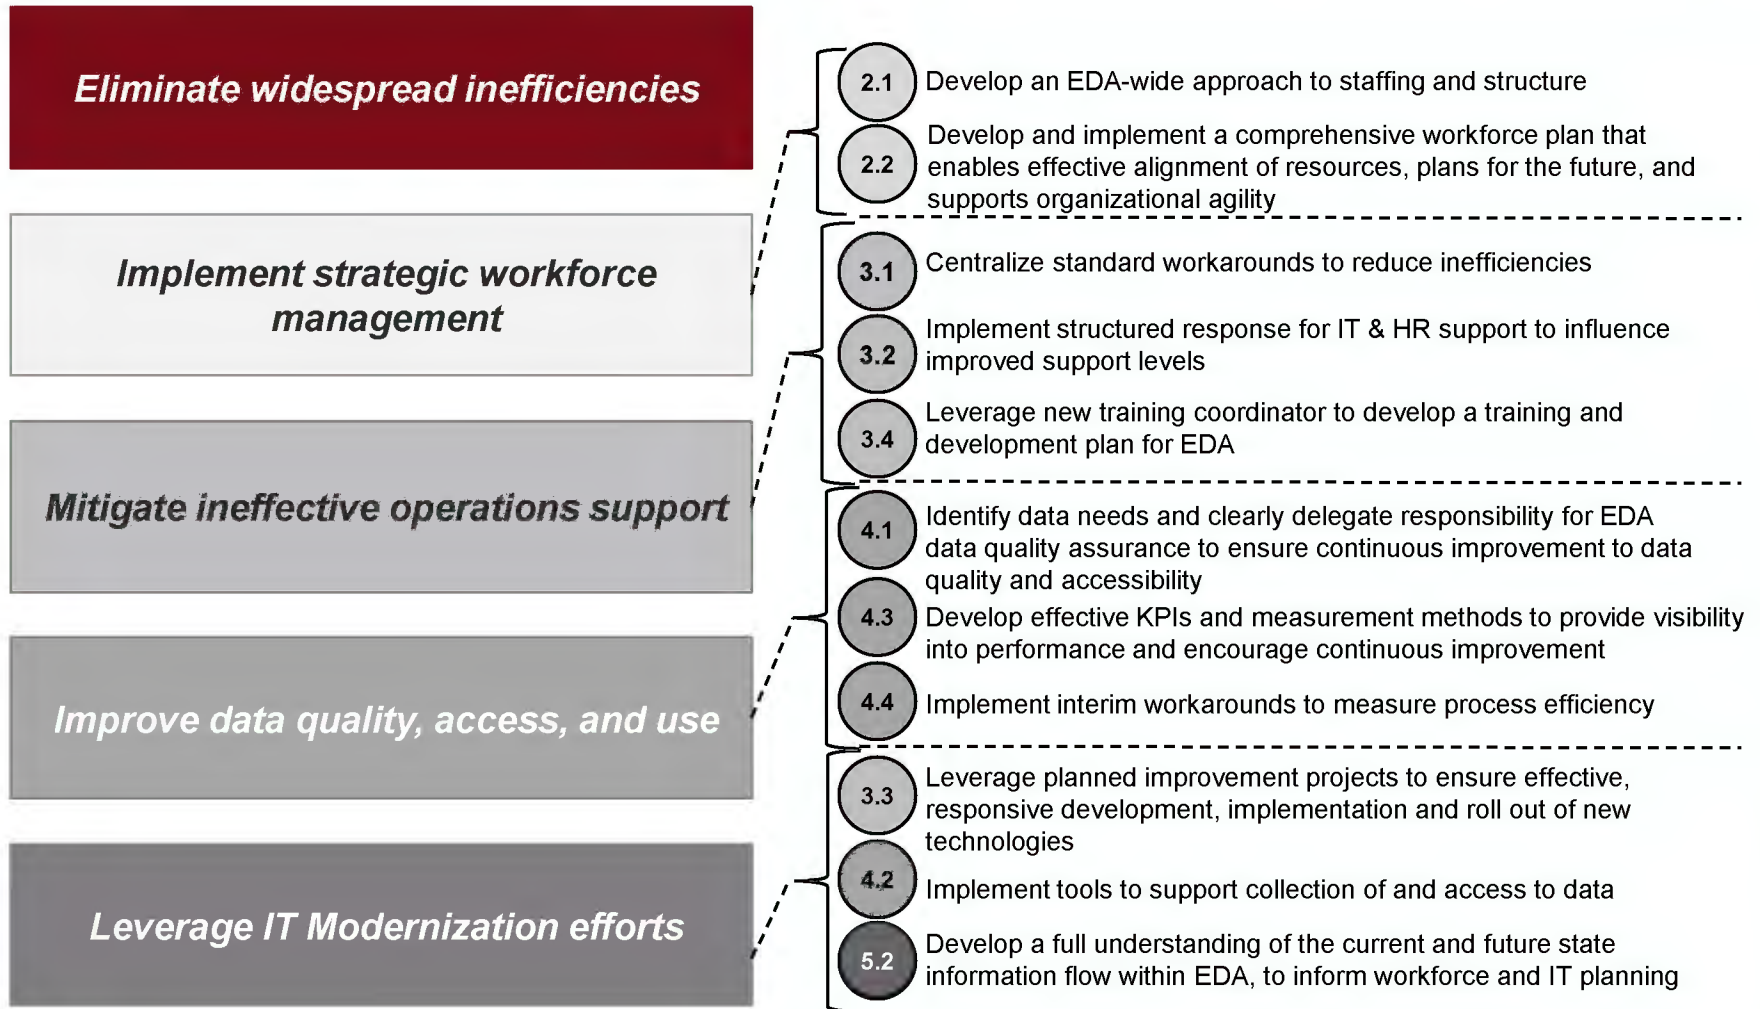 Eliminate widespread inefficiencies
Implement strategic workforce
management
Mitigate ineffective operations support
Improve data quality, access, and use
Leverage IT Modernization efforts
2.1
Develop an EDA-wide approach to staffing and structure
2.2
Develop and implement a comprehensive workforce plan that
enables effective alignment of resources, plans for the future, and
supports organizational agility
3.1
Centralize standard workarounds to reduce inefficiencies
3.2
Implement structured response for IT & HR support to influence
improved support levels
3.4
Leverage new training coordinator to develop a training and
development plan for EDA
4.1
Identify data needs and clearly delegate responsibility for EDA
data quality assurance to ensure continuous improvement to data
quality and accessibility
4.3
Develop effective KPIs and measurement methods to provide visibility
into performance and encourage continuous improvement
4.4
Implement interim workarounds to measure process efficiency
3.3
Leverage planned improvement projects to ensure effective,
responsive development, implementation and roll out of new
technologies
4.2
Implement tools to support collection of and access to data
5.2
Develop a full understanding of the current and future state
information flow within EDA, to inform workforce and IT planning